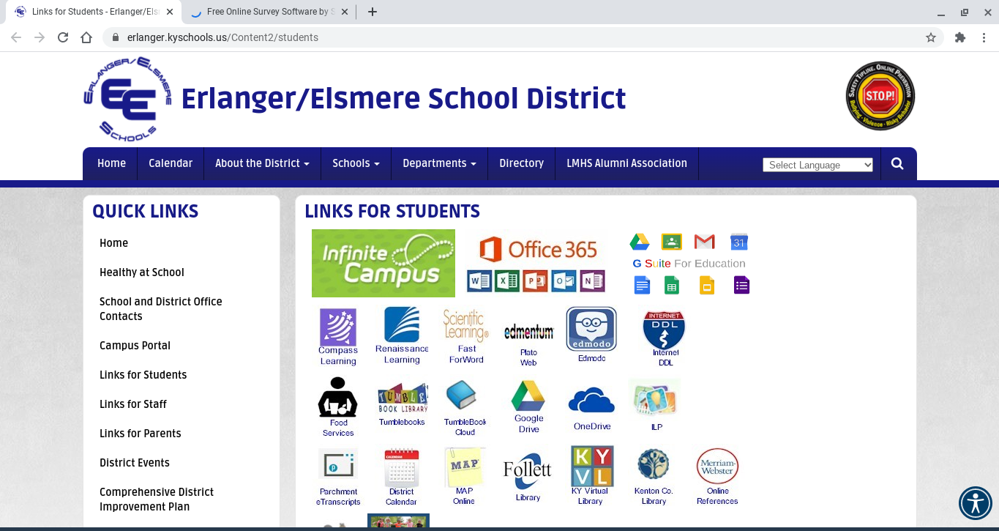 Links for Students - Erlanger/Els
Free Online Survey Software by S
erlanger.kyschools.us/Content2/students
ERLANGER/ELSMERE
EE
SCHOOLS
Erlanger/Elsmere School District
SAFETY TIPLINE, ONLINE PREVENTION
S.T.O.P!
Bullying - Violence - Risky Behavior
Home
Calendar
About the District
Schools
Departments
Directory
LMHS Alumni Association
Select Language
QUICK LINKS
Home
Healthy at School
School and District Office
Contacts
Campus Portal
Links for Students
Links for Staff
Links for Parents
District Events
Comprehensive District
Improvement Plan
LINKS FOR STUDENTS
Infinite
Campus
Office 365
W X P O N
31
G Suite For Education
Compass
Learning
Renaissance
Learning
Scientific
Learning®
Fast
ForWord
edmentum
Plato
Web
edmodo
Edmodo
INTERNET
DDL
Internet
DDL
Food
Services
TUMBLE
BOOK LIBRARY
Tumblebooks
TumbleBook
Cloud
Google
Drive
OneDrive
ILP
P
Parchment
eTranscripts
CALENDAR
District
Calendar
MAP
MAP
Online
Follett
Library
KY
VL
KY Virtual
Library
Kenton Co.
Library
Merriam-
Webster
Online
References